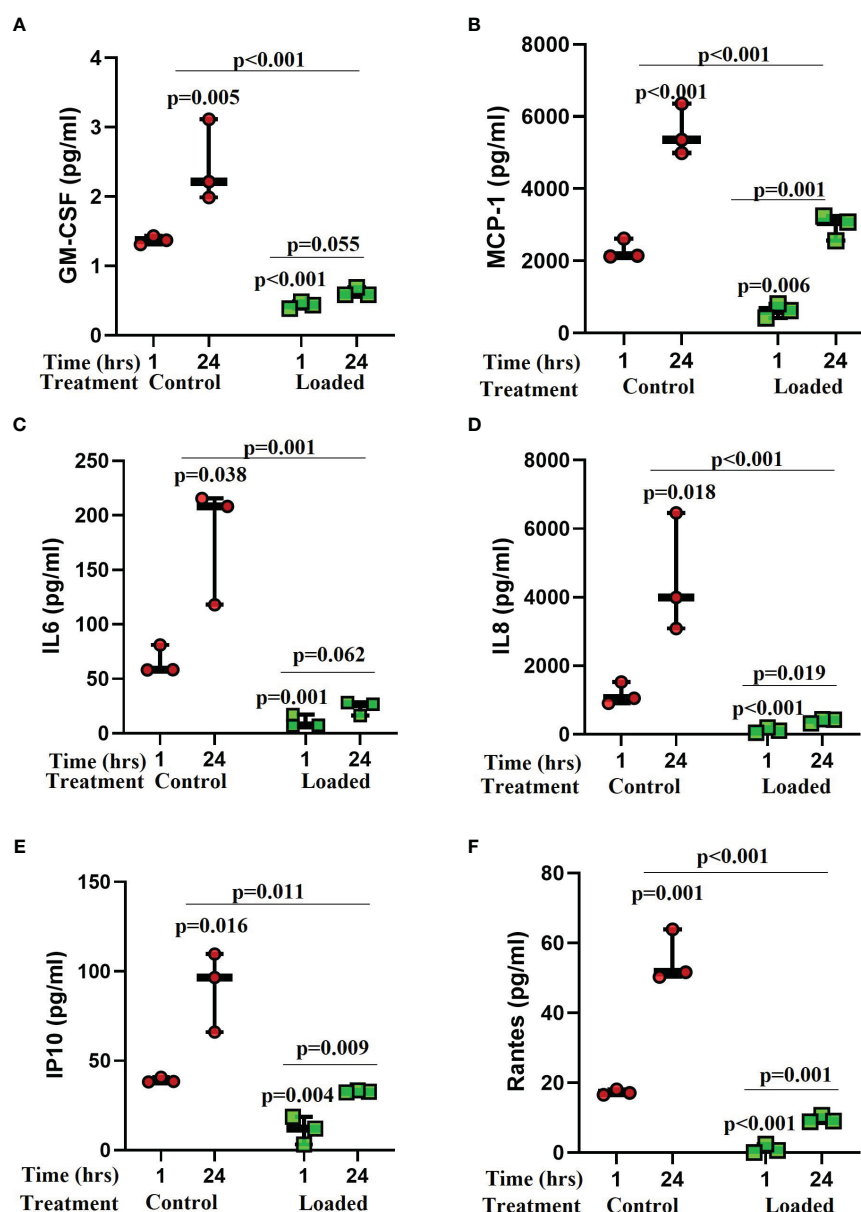 A
GM-CSF (pg/ml)
4
3
2
1
0
p<0.001
p=0.005
p=0.055
p<0.001
Time (hrs) 1 24 1 24
Treatment Control Loaded
B
MCP-1 (pg/ml)
8000
6000
4000
2000
0
p<0.001
p<0.001
p=0.001
p=0.006
Time (hrs) 1 24 1 24
Treatment Control Loaded
C
IL6 (pg/ml)
250
200
150
100
50
0
p=0.001
p=0.038
p=0.062
p=0.001
Time (hrs) 1 24 1 24
Treatment Control Loaded
D
IL8 (pg/ml)
8000
6000
4000
2000
0
p<0.001
p=0.018
p=0.019
p<0.001
Time (hrs) 1 24 1 24
Treatment Control Loaded
E
IP10 (pg/ml)
150
100
50
0
p=0.011
p=0.016
p=0.009
p=0.004
Time (hrs) 1 24 1 24
Treatment Control Loaded
F
Rantes (pg/ml)
80
60
40
20
0
p<0.001
p=0.001
p=0.001
p<0.001
Time (hrs) 1 24 1 24
Treatment Control Loaded